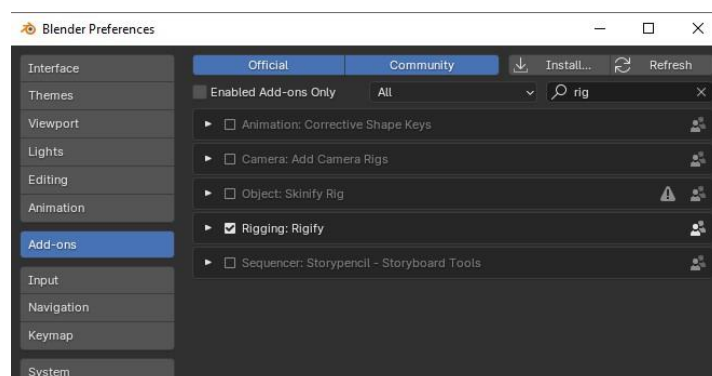 Blender Preferences
Interface
Themes
Viewport
Lights
Editing
Animation
Add-ons
Input
Navigation
Keymap
System
Official Community Install... Refresh
Enabled Add-ons Only All rig
Animation: Corrective Shape Keys
Camera: Add Camera Rigs
Object: Skinify Rig
Rigging: Rigify
Sequencer: Storypencil - Storyboard Tools